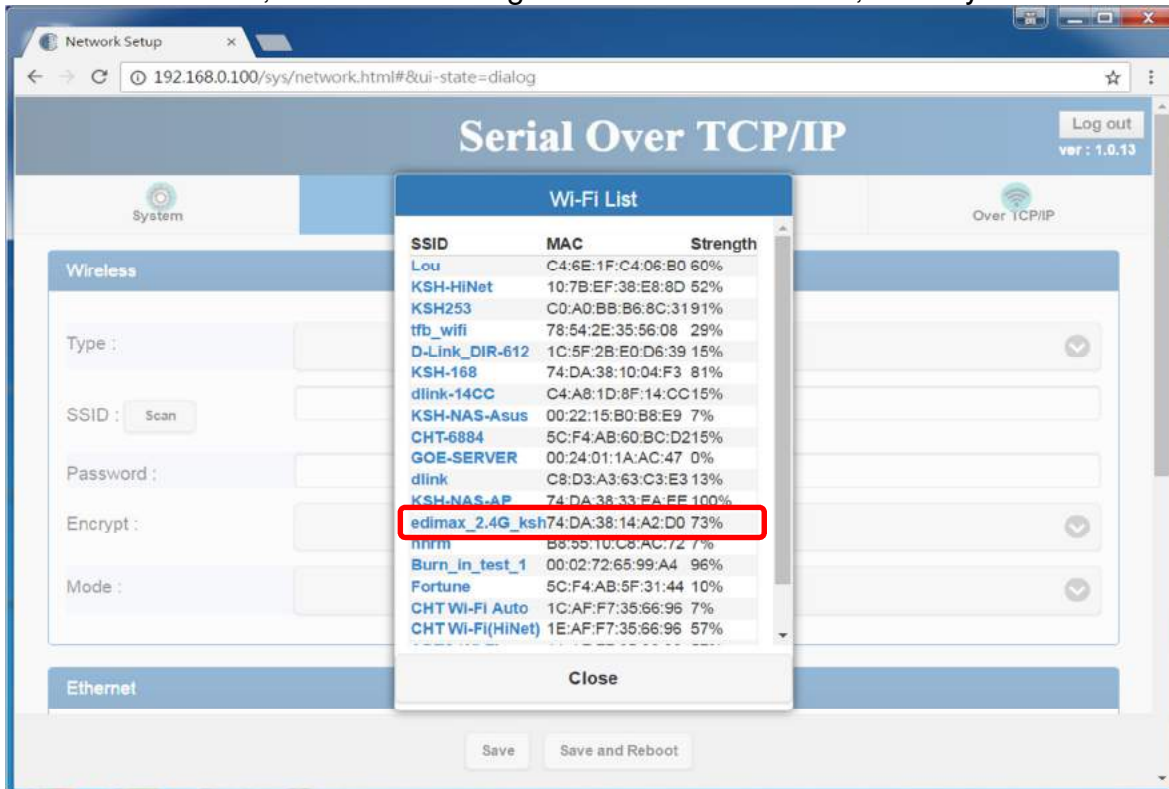 Network Setup
192.168.0.100/sys/network.html#&ui-state=dialog
Serial Over TCP/IP
Log out
ver : 1.0.13
System
Over TCP/IP
Wi-Fi List
SSID MAC Strength
Lou C4:6E:1F:C4:06:B0 60%
KSH-HiNet 10:7B:EF:38:E8:8D 52%
KSH253 C0:A0:BB:B6:8C:31 91%
tfb_wifi 78:54:2E:35:56:08 29%
D-Link_DIR-612 1C:5F:2B:E0:D6:39 15%
KSH-168 74:DA:38:10:04:F3 81%
dlink-14CC C4:A8:1D:8F:14:CC 15%
KSH-NAS-Asus 00:22:15:B0:B8:E9 7%
CHT-6884 5C:F4:AB:60:BC:D2 15%
GOE-SERVER 00:24:01:1A:AC:47 0%
dlink C8:D3:A3:63:C3:E3 13%
KSH-NAS-AP 74:DA:38:33:EA:EE 100%
edimax_2.4G_ksh 74:DA:38:14:A2:D0 73%
nhrm B8:55:10:C8:AC:72 7%
Burn_in_test_1 00:02:72:65:99:A4 96%
Fortune 5C:F4:AB:5F:31:44 10%
CHT Wi-Fi Auto 1C:AF:F7:35:66:96 7%
CHT Wi-Fi(HiNet) 1E:AF:F7:35:66:96 57%
Close
Wireless
Type :
SSID : Scan
Password :
Encrypt :
Mode :
Ethernet
Save Save and Reboot